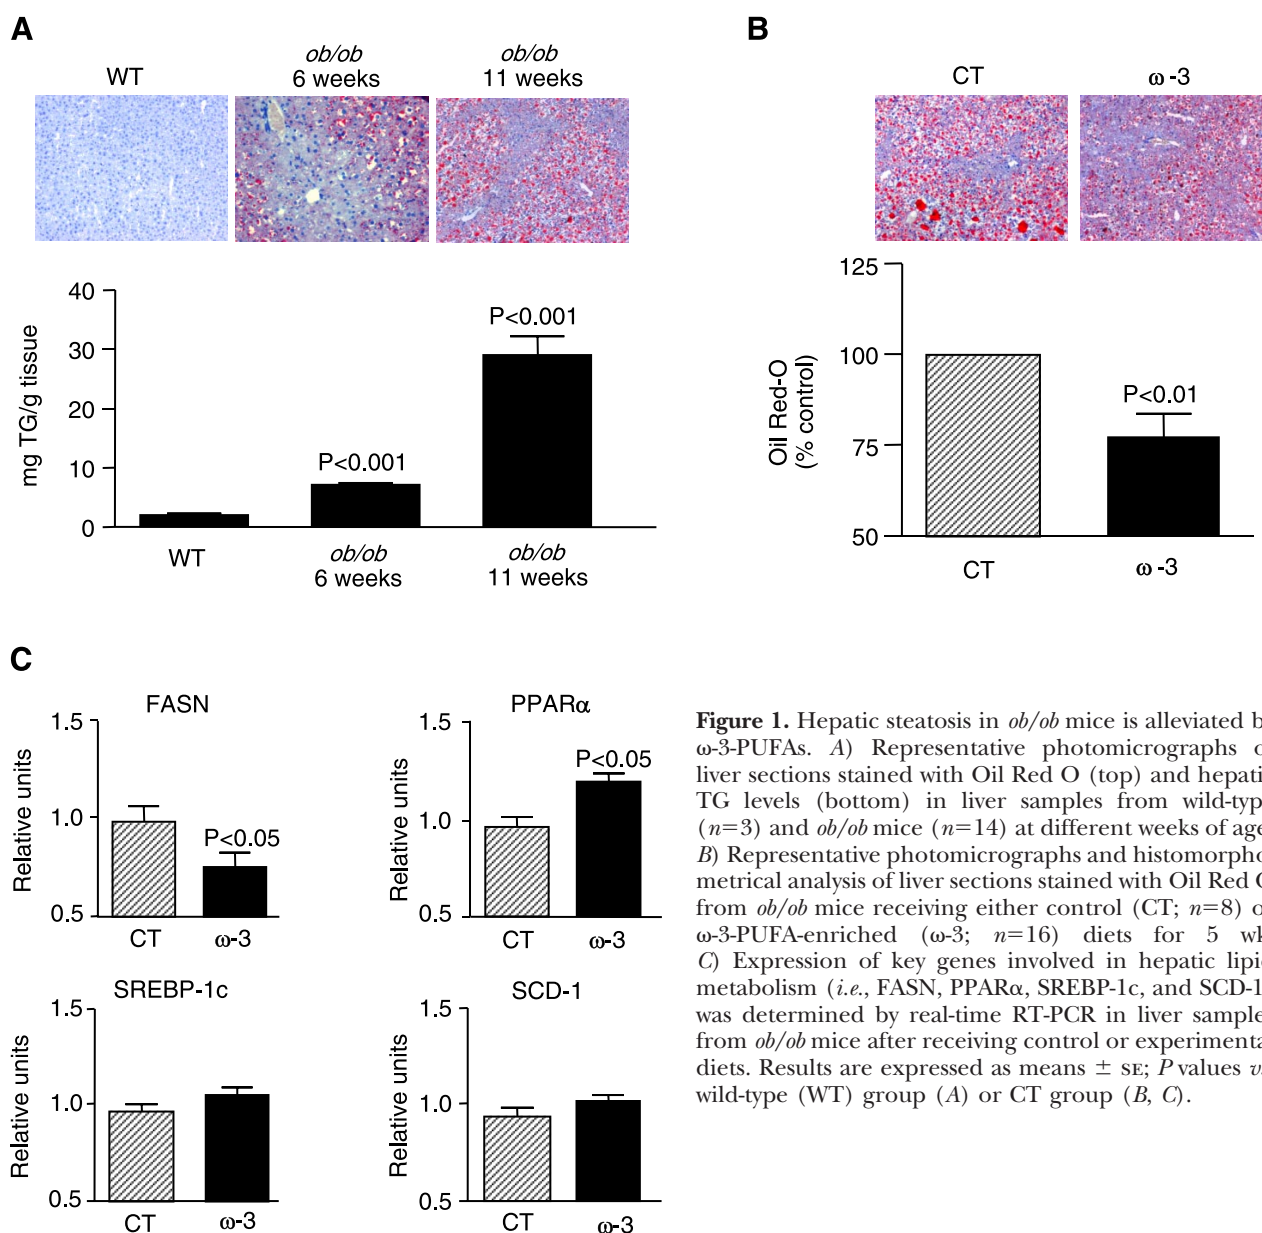 A
WT
ob/ob
6 weeks
ob/ob
11 weeks
mg TG/g tissue
40
30
20
10
0
P<0.001
P<0.001
WT
ob/ob
6 weeks
ob/ob
11 weeks
B
CT
ω-3
Oil Red-O
(% control)
125
100
75
50
P<0.01
CT
ω-3
C
FASN
Relative units
1.5
1.0
0.5
P<0.05
CT
ω-3
PPARα
Relative units
1.5
1.0
0.5
P<0.05
CT
ω-3
SREBP-1c
Relative units
1.5
1.0
0.5
CT
ω-3
SCD-1
Relative units
1.5
1.0
0.5
CT
ω-3
Figure 1. Hepatic steatosis in ob/ob mice is alleviated b
ω-3-PUFAs. A) Representative photomicrographs o
liver sections stained with Oil Red O (top) and hepati
TG levels (bottom) in liver samples from wild-typ
(n=3) and ob/ob mice (n=14) at different weeks of age
B) Representative photomicrographs and histomorpho
metrical analysis of liver sections stained with Oil Red O
from ob/ob mice receiving either control (CT; n=8) o
ω-3-PUFA-enriched (ω-3; n=16) diets for 5 wk
C) Expression of key genes involved in hepatic lipi
metabolism (i.e., FASN, PPARα, SREBP-1c, and SCD-1
was determined by real-time RT-PCR in liver sample
from ob/ob mice after receiving control or experimenta
diets. Results are expressed as means ± SE; P values v
wild-type (WT) group (A) or CT group (B, C).